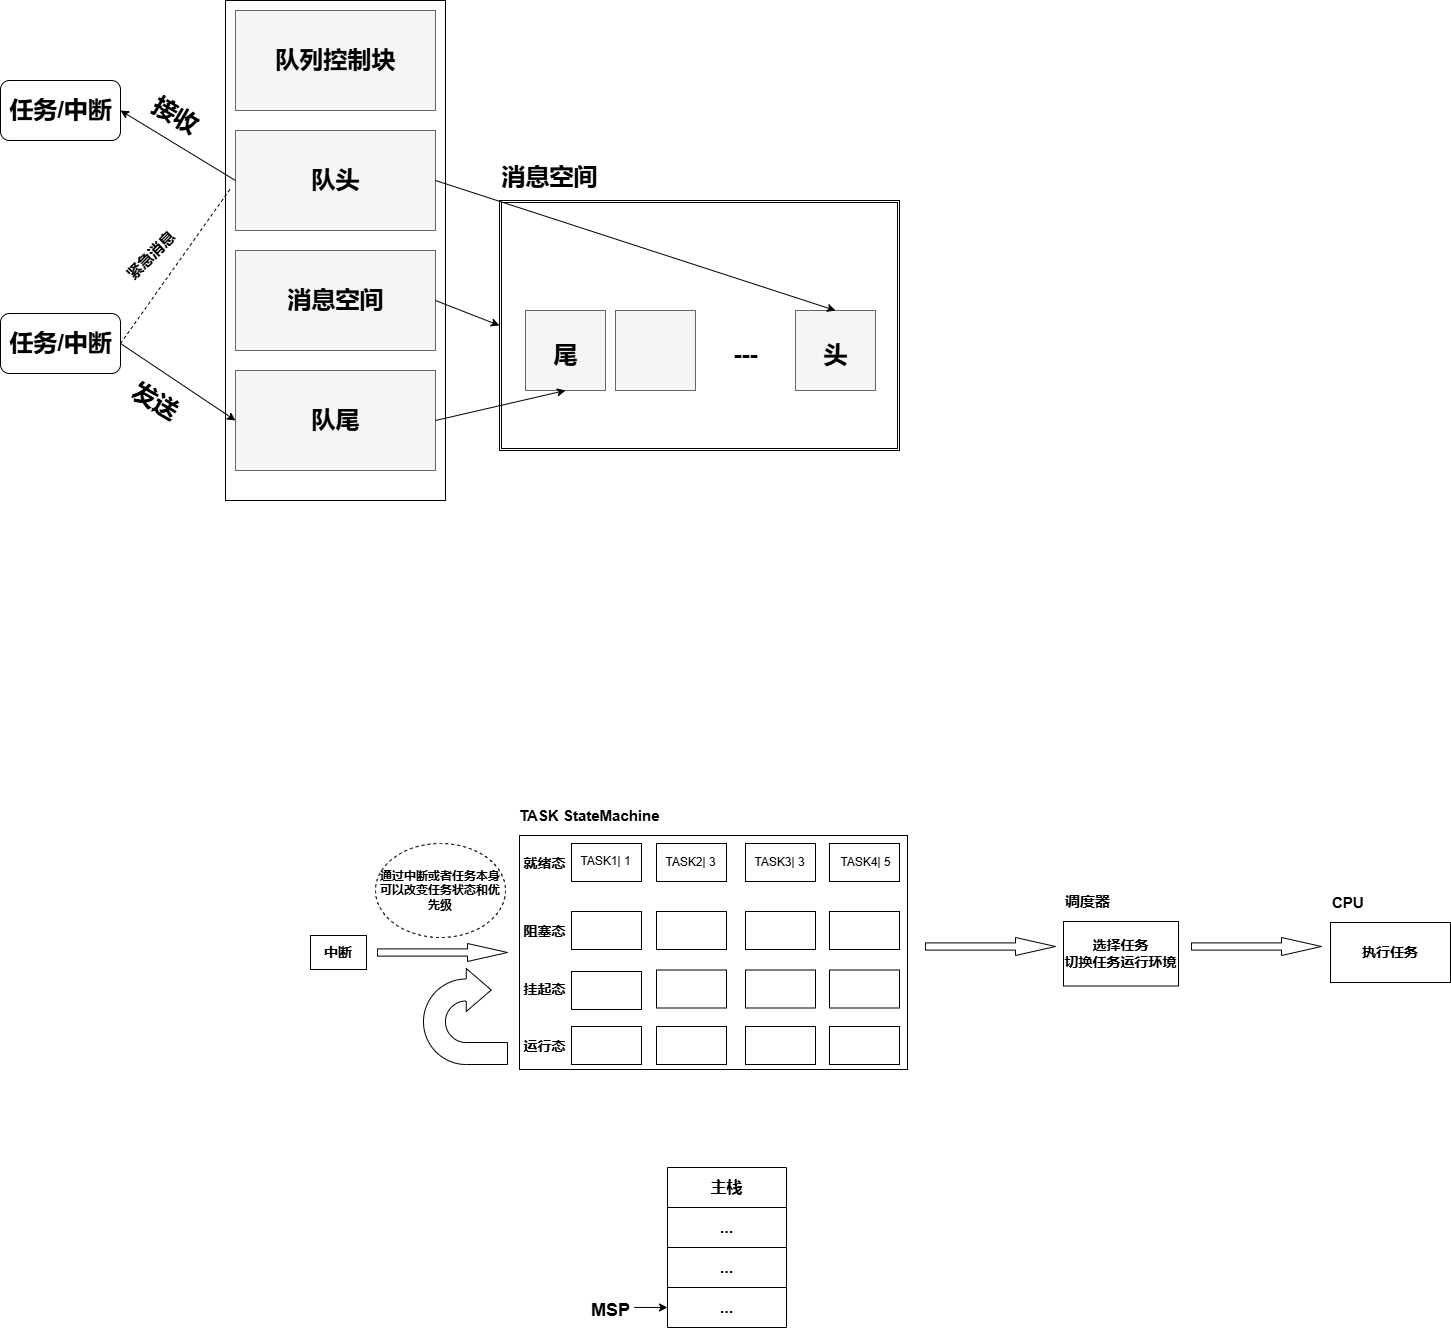 队列控制块
任务/中断
接收
队头
消息空间
紧急消息
消息空间
任务/中断
尾
---
头
发送
队尾
TASK StateMachine
通过中断或者任务本身
可以改变任务状态和优
先级
就绪态
TASK1| 1
TASK2| 3
TASK3| 3
TASK4| 5
阻塞态
中断
挂起态
运行态
调度器
选择任务
切换任务运行环境
CPU
执行任务
主栈
...
...
MSP
...